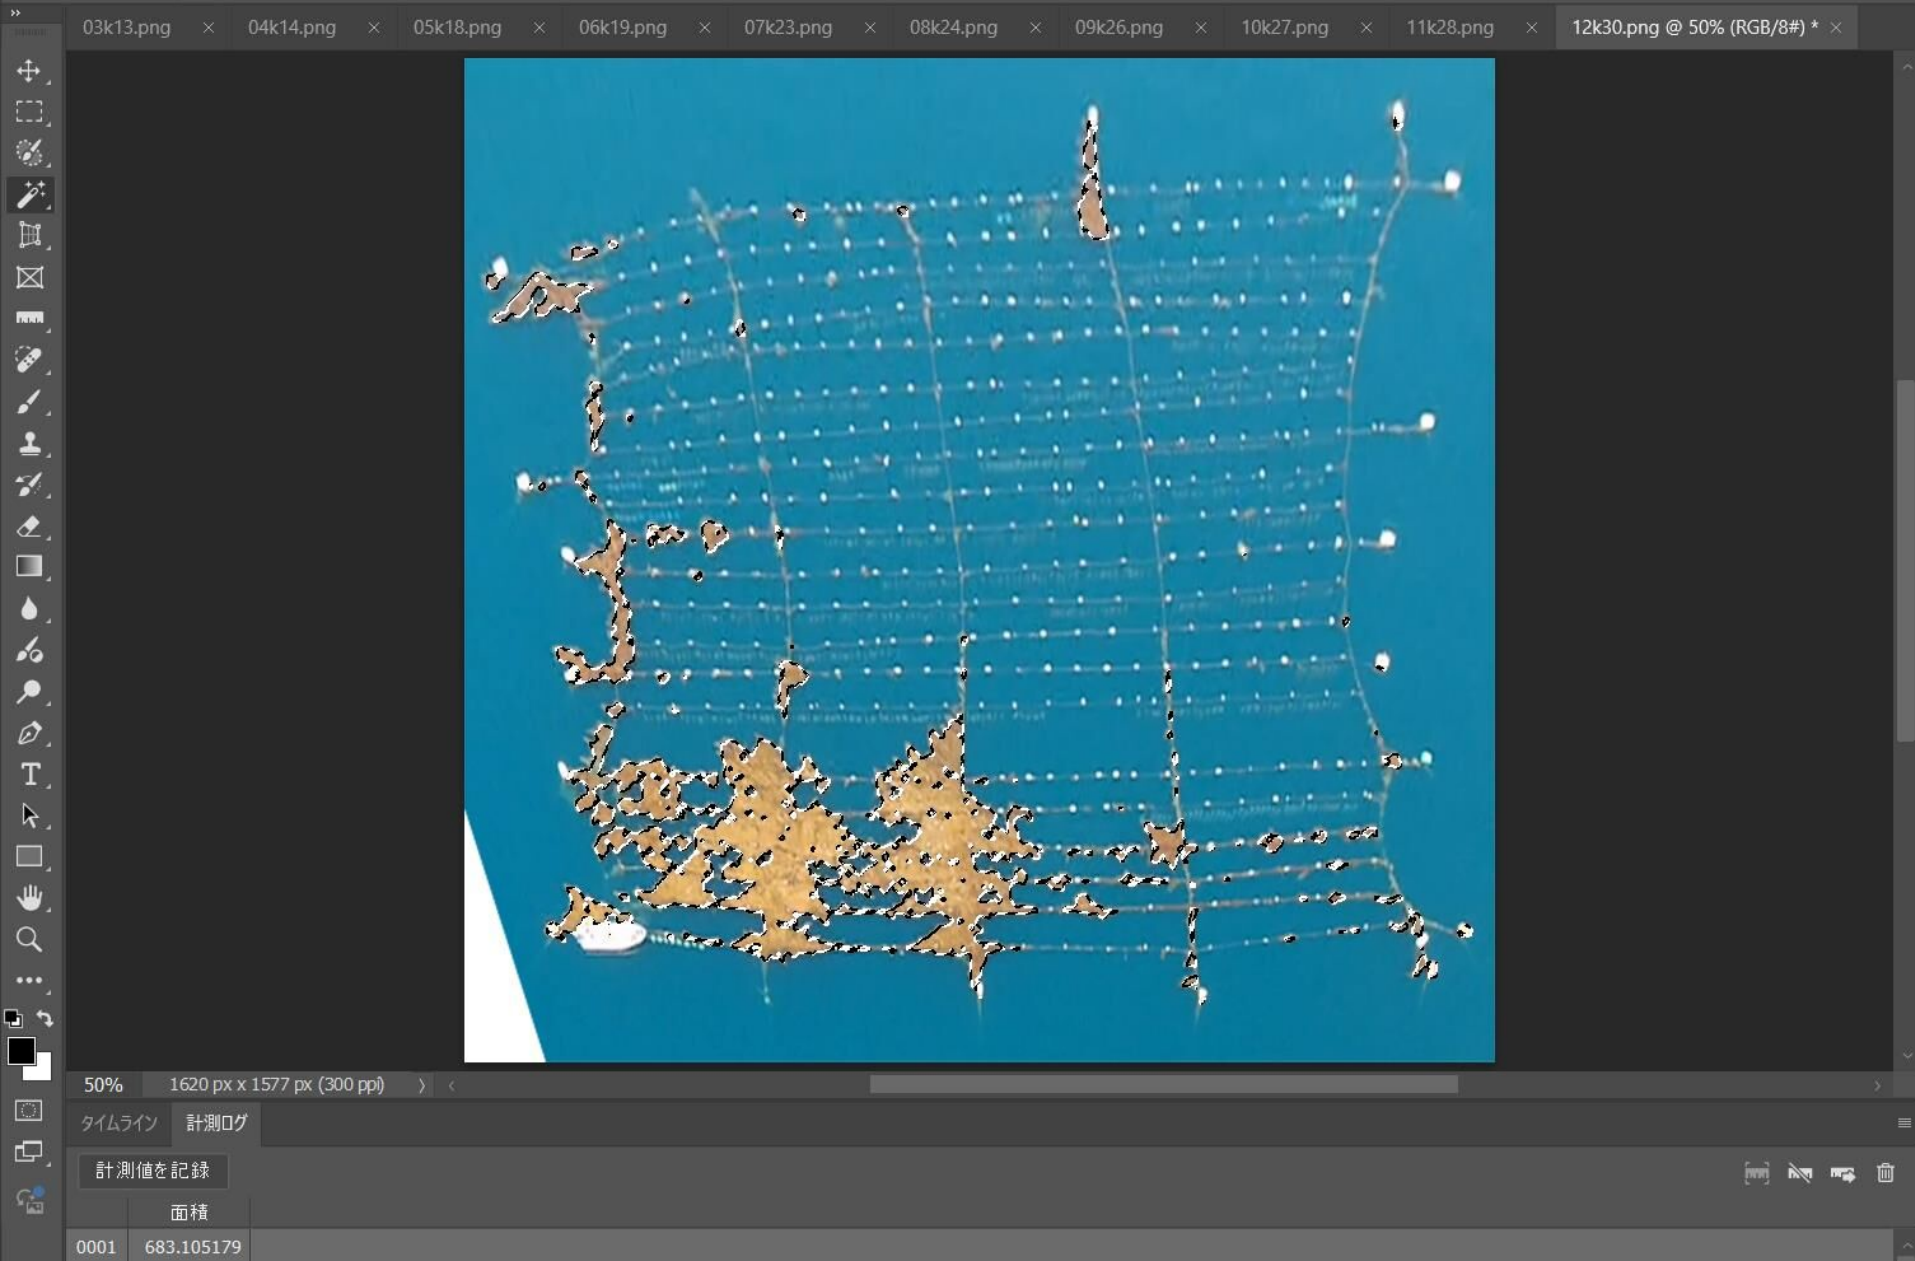 03k13.png × 04k14.png × 05k18.png × 06k19.png × 07k23.png × 08k24.png × 09k26.png × 10k27.png × 11k28.png × 12k30.png @ 50% (RGB/8#) * ×
50% 1620 px x 1577 px (300 ppi)
タイムライン 計測ログ
計測値を記録
面積
0001 683.105179